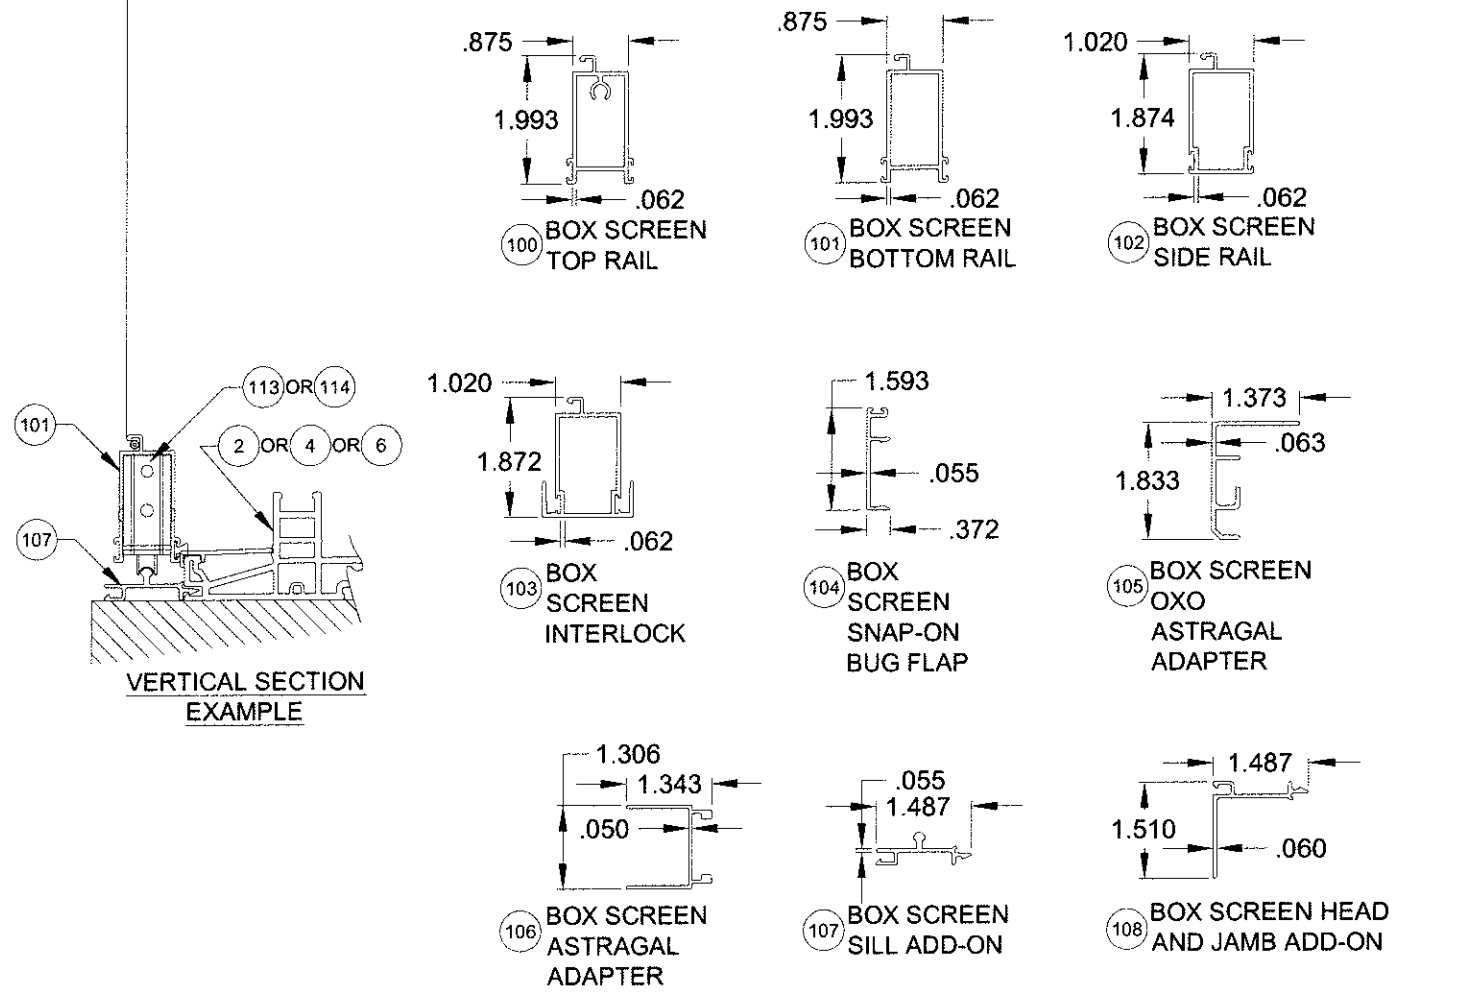 .875
1.993
.062
100 BOX SCREEN
TOP RAIL
.875
1.993
.062
101 BOX SCREEN
BOTTOM RAIL
1.020
1.874
.062
102 BOX SCREEN
SIDE RAIL
113 OR 114
101
2 OR 4 OR 6
107
VERTICAL SECTION
EXAMPLE
1.020
1.872
.062
103 BOX
SCREEN
INTERLOCK
1.593
.055
.372
104 BOX
SCREEN
SNAP-ON
BUG FLAP
1.373
.063
1.833
105 BOX SCREEN
OXO
ASTRAGAL
ADAPTER
1.306
1.343
.050
106 BOX SCREEN
ASTRAGAL
ADAPTER
.055
1.487
107 BOX SCREEN
SILL ADD-ON
1.487
1.510
.060
108 BOX SCREEN HEAD
AND JAMB ADD-ON